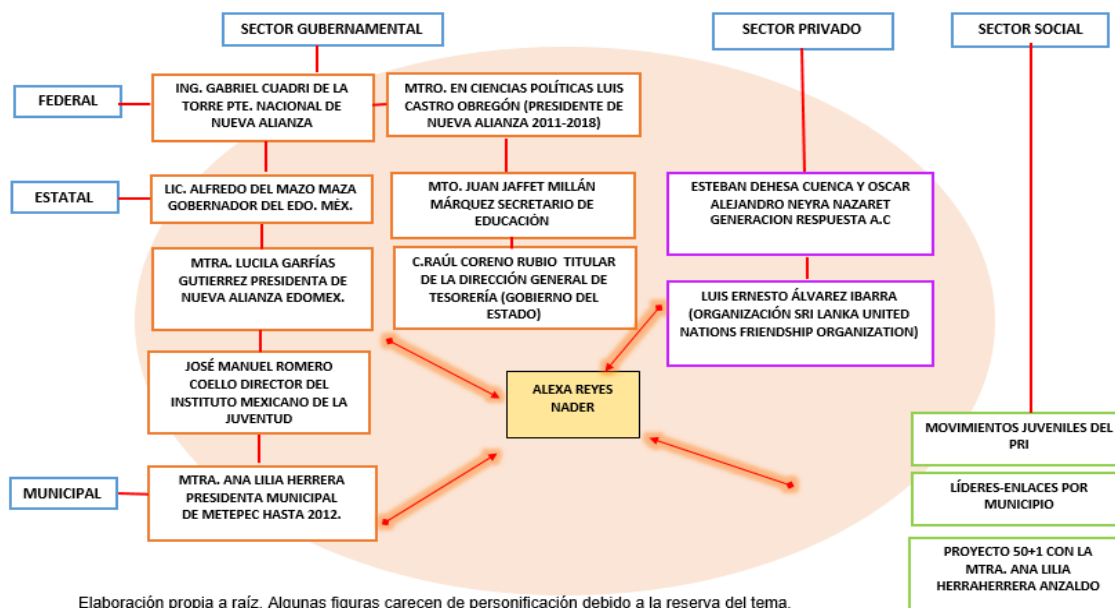 SECTOR GUBERNAMENTAL
SECTOR PRIVADO
SECTOR SOCIAL
FEDERAL
ING. GABRIEL CUADRI DE LA
TORRE PTE. NACIONAL DE
NUEVA ALIANZA
MTRO. EN CIENCIAS POLÍTICAS LUIS
CASTRO OBREGÓN (PRESIDENTE DE
NUEVA ALIANZA 2011-2018)
ESTATAL
LIC. ALFREDO DEL MAZO MAZA
GOBERNADOR DEL EDO. MÉX.
MTO. JUAN JAFFET MILLÁN
MÁRQUEZ SECRETARIO DE
EDUCACIÓN
ESTEBAN DEHESA CUENCA Y OSCAR
ALEJANDRO NEYRA NAZARET
GENERACION RESPUESTA A.C
MTRA. LUCILA GARFÍAS
GUTIERREZ PRESIDENTA DE
NUEVA ALIANZA EDOMEX.
C.RAÚL CORENO RUBIO TITULAR
DE LA DIRECCIÓN GENERAL DE
TESORERÍA (GOBIERNO DEL
ESTADO)
LUIS ERNESTO ÁLVAREZ IBARRA
(ORGANIZACIÓN SRI LANKA UNITED
NATIONS FRIENDSHIP ORGANIZATION)
JOSÉ MANUEL ROMERO
COELLO DIRECTOR DEL
INSTITUTO MEXICANO DE LA
JUVENTUD
ALEXA REYES
NADER
MOVIMIENTOS JUVENILES DEL
PRI
MUNICIPAL
MTRA. ANA LILIA HERRERA
PRESIDENTA MUNICIPAL
DE METEPEC HASTA 2012.
LÍDERES-ENLACES POR
MUNICIPIO
PROYECTO 50+1 CON LA
MTRA. ANA LILIA
HERRAHERRERA ANZALDO
Elaboración propia a raíz. Algunas figuras carecen de personificación debido a la reserva del tema.